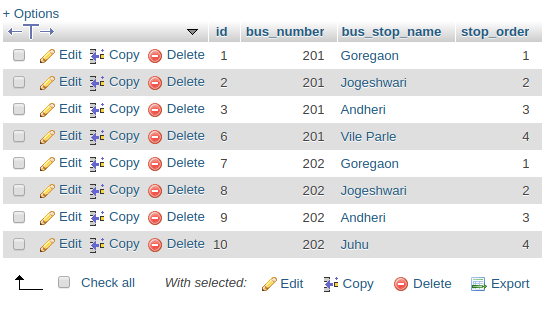 + Options
id bus_number bus_stop_name stop_order
Edit Copy Delete 1 201 Goregaon 1
Edit Copy Delete 2 201 Jogeshwari 2
Edit Copy Delete 3 201 Andheri 3
Edit Copy Delete 6 201 Vile Parle 4
Edit Copy Delete 7 202 Goregaon 1
Edit Copy Delete 8 202 Jogeshwari 2
Edit Copy Delete 9 202 Andheri 3
Edit Copy Delete 10 202 Juhu 4
Check all With selected: Edit Copy Delete Export